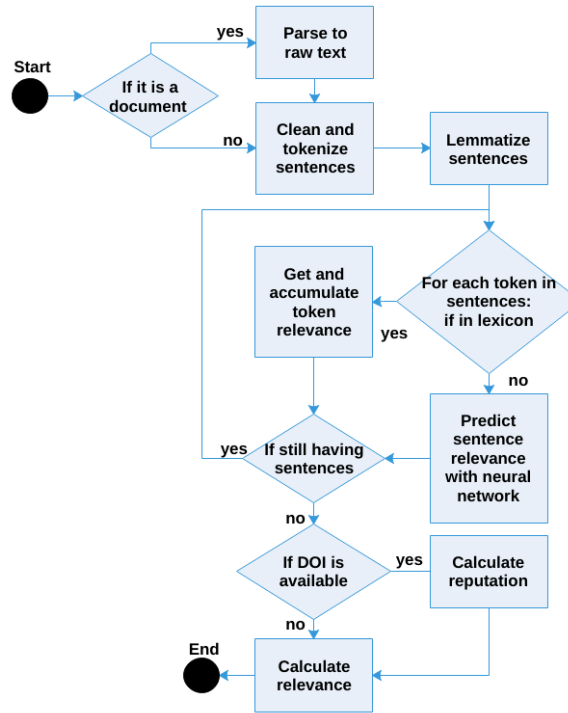 Start
If it is a
document
yes
Parse to
raw text
no
Clean and
tokenize
sentences
Lemmatize
sentences
For each token in
sentences:
if in lexicon
yes
Get and
accumulate
token
relevance
no
Predict
sentence
relevance
with neural
network
If still having
sentences
yes
no
If DOI is
available
yes
Calculate
reputation
no
Calculate
relevance
End